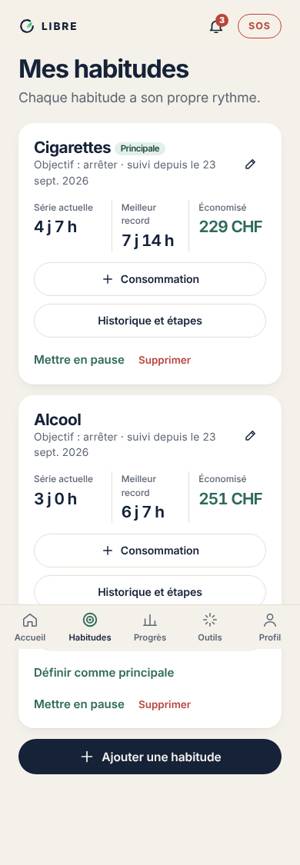 LIBRE
3
SOS
Mes habitudes
Chaque habitude a son propre rythme.
Cigarettes Principale
Objectif : arrêter · suivi depuis le 23
sept. 2026
Série actuelle
4 j 7 h
Meilleur
record
7 j 14 h
Économisé
229 CHF
+ Consommation
Historique et étapes
Mettre en pause Supprimer
Alcool
Objectif : arrêter · suivi depuis le 23
sept. 2026
Série actuelle
3 j 0 h
Meilleur
record
6 j 7 h
Économisé
251 CHF
+ Consommation
Historique et étapes
Accueil Habitudes Progrès Outils Profil
Définir comme principale
Mettre en pause Supprimer
+ Ajouter une habitude